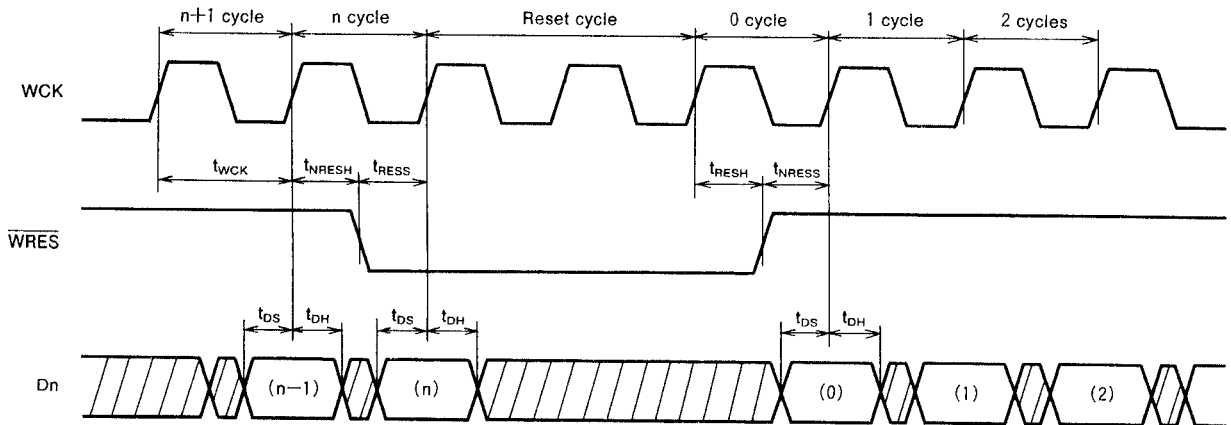 n+1 cycle n cycle Reset cycle 0 cycle 1 cycle 2 cycles
WCK
tWCK tNRESH tRESS tRESH tNRESS
WRES
tDS tDH tDS tDH tDS tDH
Dn (n−1) (n) (0) (1) (2)